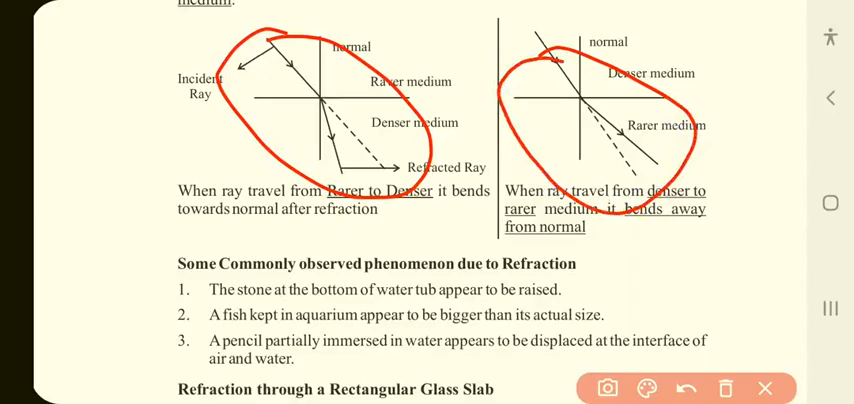 medium.
normal
Incident
Ray
Rarer medium
Denser medium
Refracted Ray
When ray travel from Rarer to Denser it bends
towards normal after refraction
normal
Denser medium
Rarer medium
When ray travel from denser to
rarer medium it bends away
from normal
Some Commonly observed phenomenon due to Refraction
1. The stone at the bottom of water tub appear to be raised.
2. A fish kept in aquarium appear to be bigger than its actual size.
3. A pencil partially immersed in water appears to be displaced at the interface of
air and water.
Refraction through a Rectangular Glass Slab